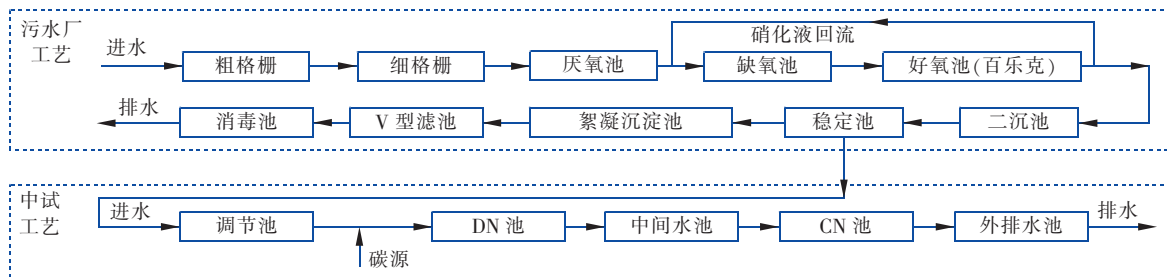 污水厂
工艺
硝化液回流
进水
粗格栅
细格栅
厌氧池
缺氧池
好氧池(百乐克)
排水
消毒池
V 型滤池
絮凝沉淀池
稳定池
二沉池
中试
工艺
进水
调节池
碳源
DN 池
中间水池
CN 池
外排水池
排水